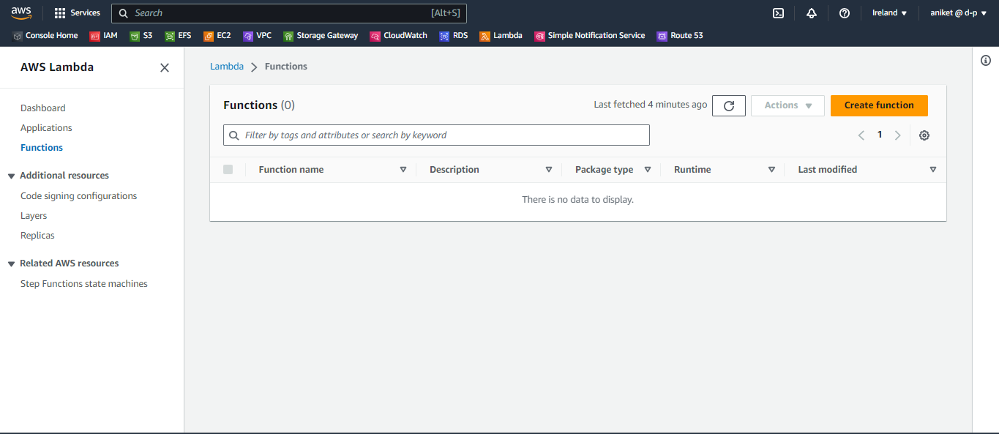 aws Services Search [Alt+S] Ireland ▼ aniket @ d-p ▼
Console Home IAM S3 EFS EC2 VPC Storage Gateway CloudWatch RDS Lambda Simple Notification Service Route 53
AWS Lambda
Dashboard
Applications
Functions
Additional resources
Code signing configurations
Layers
Replicas
Related AWS resources
Step Functions state machines
Lambda > Functions
Functions (0) Last fetched 4 minutes ago Actions ▼ Create function
Filter by tags and attributes or search by keyword < 1 >
Function name Description Package type Runtime Last modified
There is no data to display.